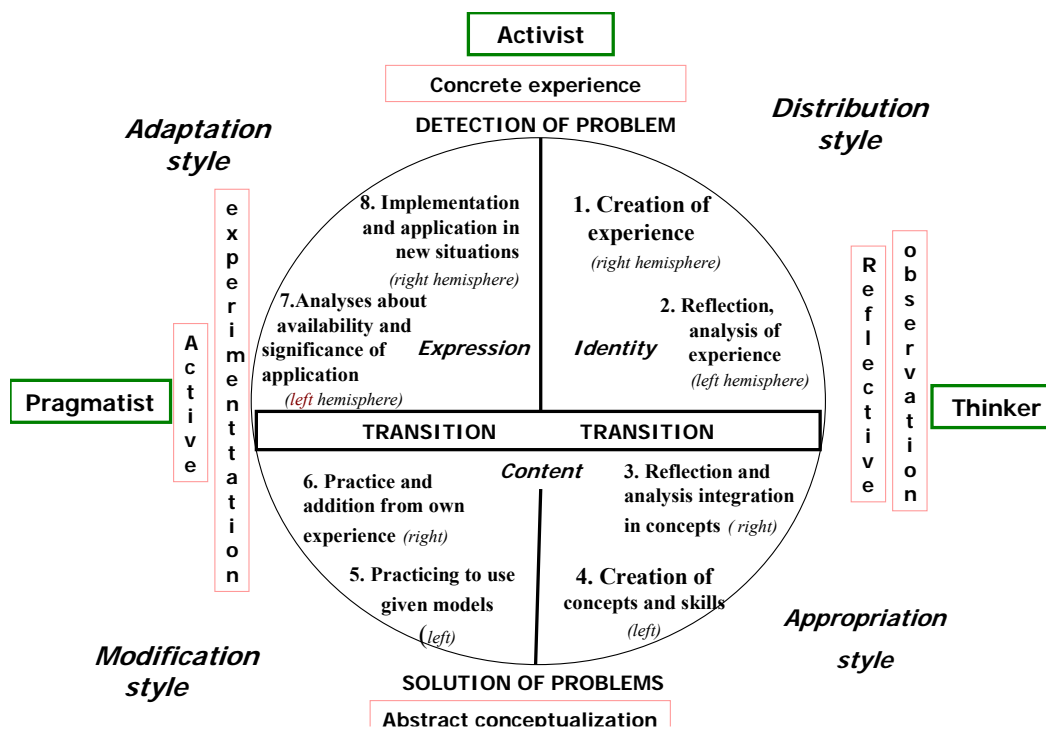 Activist
Concrete experience
DETECTION OF PROBLEM
Adaptation
style
Distribution
style
8. Implementation
and application in
new situations
(right hemisphere)
1. Creation of
experience
(right hemisphere)
7.Analyses about
availability and
significance of
application
(left hemisphere)
Expression
Identity
2. Reflection,
analysis of
experience
(left hemisphere)
Pragmatist
Active
experimenttation
Reflective
observation
Thinker
TRANSITION TRANSITION
Content
6. Practice and
addition from own
experience (right)
3. Reflection and
analysis integration
in concepts ( right)
5. Practicing to use
given models
(left)
4. Creation of
concepts and skills
(left)
Modification
style
Appropriation
style
SOLUTION OF PROBLEMS
Abstract conceptualization